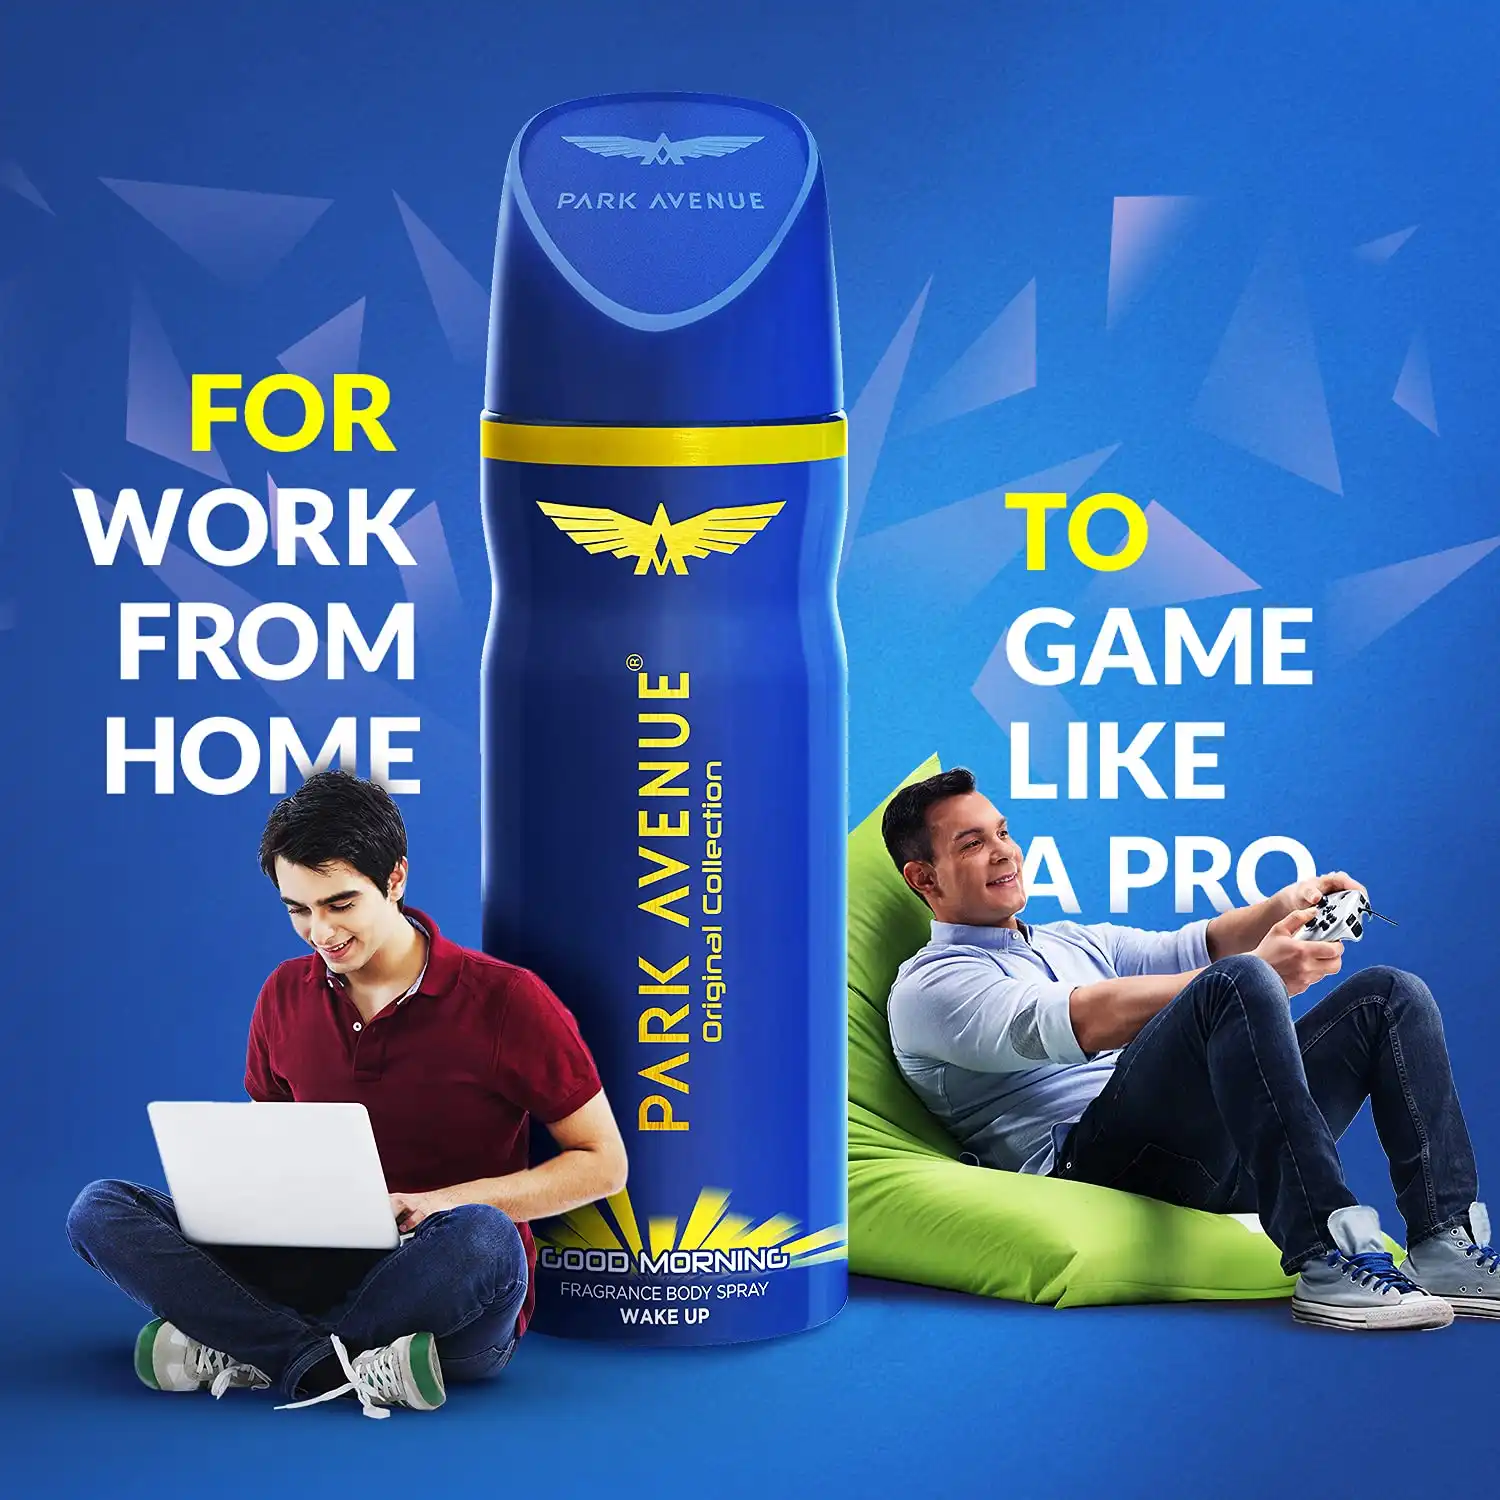 PARK AVENUE
FOR
WORK
FROM
HOME
TO
GAME
LIKE
A PRO
PARK AVENUE®
Original Collection
GOOD MORNING
FRAGRANCE BODY SPRAY
WAKE UP